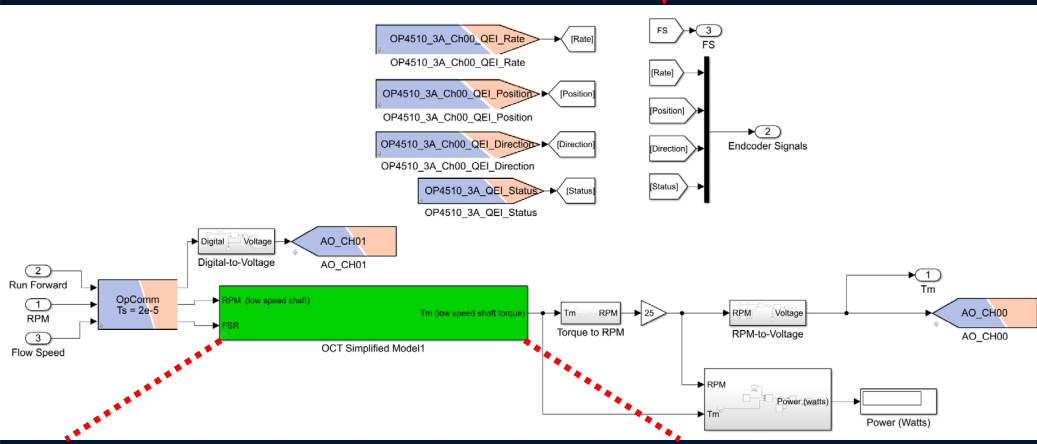 OP4510_3A_Ch00_QEI_Rate
[Rate]
OP4510_3A_Ch00_QEI_Rate
FS
3
FS
[Rate]
OP4510_3A_Ch00_QEI_Position
[Position]
OP4510_3A_Ch00_QEI_Position
[Position]
OP4510_3A_Ch00_QEI_Direction
[Direction]
OP4510_3A_Ch00_QEI_Direction
[Direction]
2
Endcoder Signals
OP4510_3A_QEI_Status
[Status]
OP4510_3A_QEI_Status
[Status]
Digital Voltage
Digital-to-Voltage
AO_CH01
AO_CH01
2
Run Forward
1
RPM
3
Flow Speed
OpComm
Ts = 2e-5
RPM (low speed shaft)
FSR
Tm (low speed shaft torque)
OCT Simplified Model1
Tm RPM
Torque to RPM
25
RPM Voltage
RPM-to-Voltage
1
Tm
AO_CH00
AO_CH00
RPM
Tm
Power (watts)
Power (Watts)